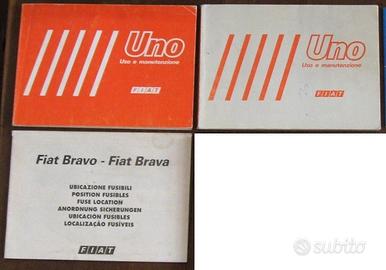 Uno
Uso e manutenzione
FIAT
Uno
Uso e manutenzione
FIAT
Fiat Bravo - Fiat Brava
UBICAZIONE FUSIBILI
POSITION FUSIBLES
FUSE LOCATION
ANORDNUNG SICHERUNGEN
UBICACIÓN FUSIBLES
LOCALIZAÇÃO FUSÍVEIS
FIAT
subito